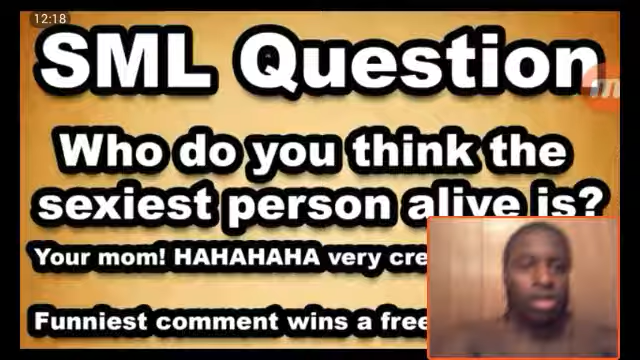 12:18
SML Question
Who do you think the
sexiest person alive is?
Your mom! HAHAHAHA very
Funniest comment wins a free